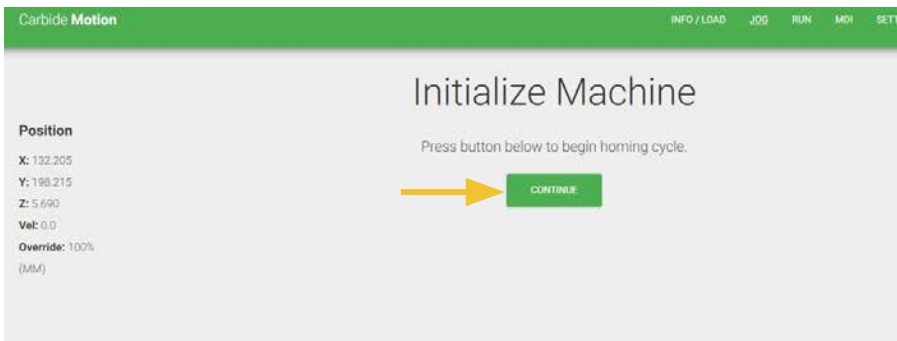 Carbide Motion
INFO / LOAD JOG RUN MDI
Initialize Machine
Press button below to begin homing cycle.
CONTINUE
Position
X: 132.205
Y: 198.215
Z: 5.690
Vel: 0.0
Override: 100%
(MM)